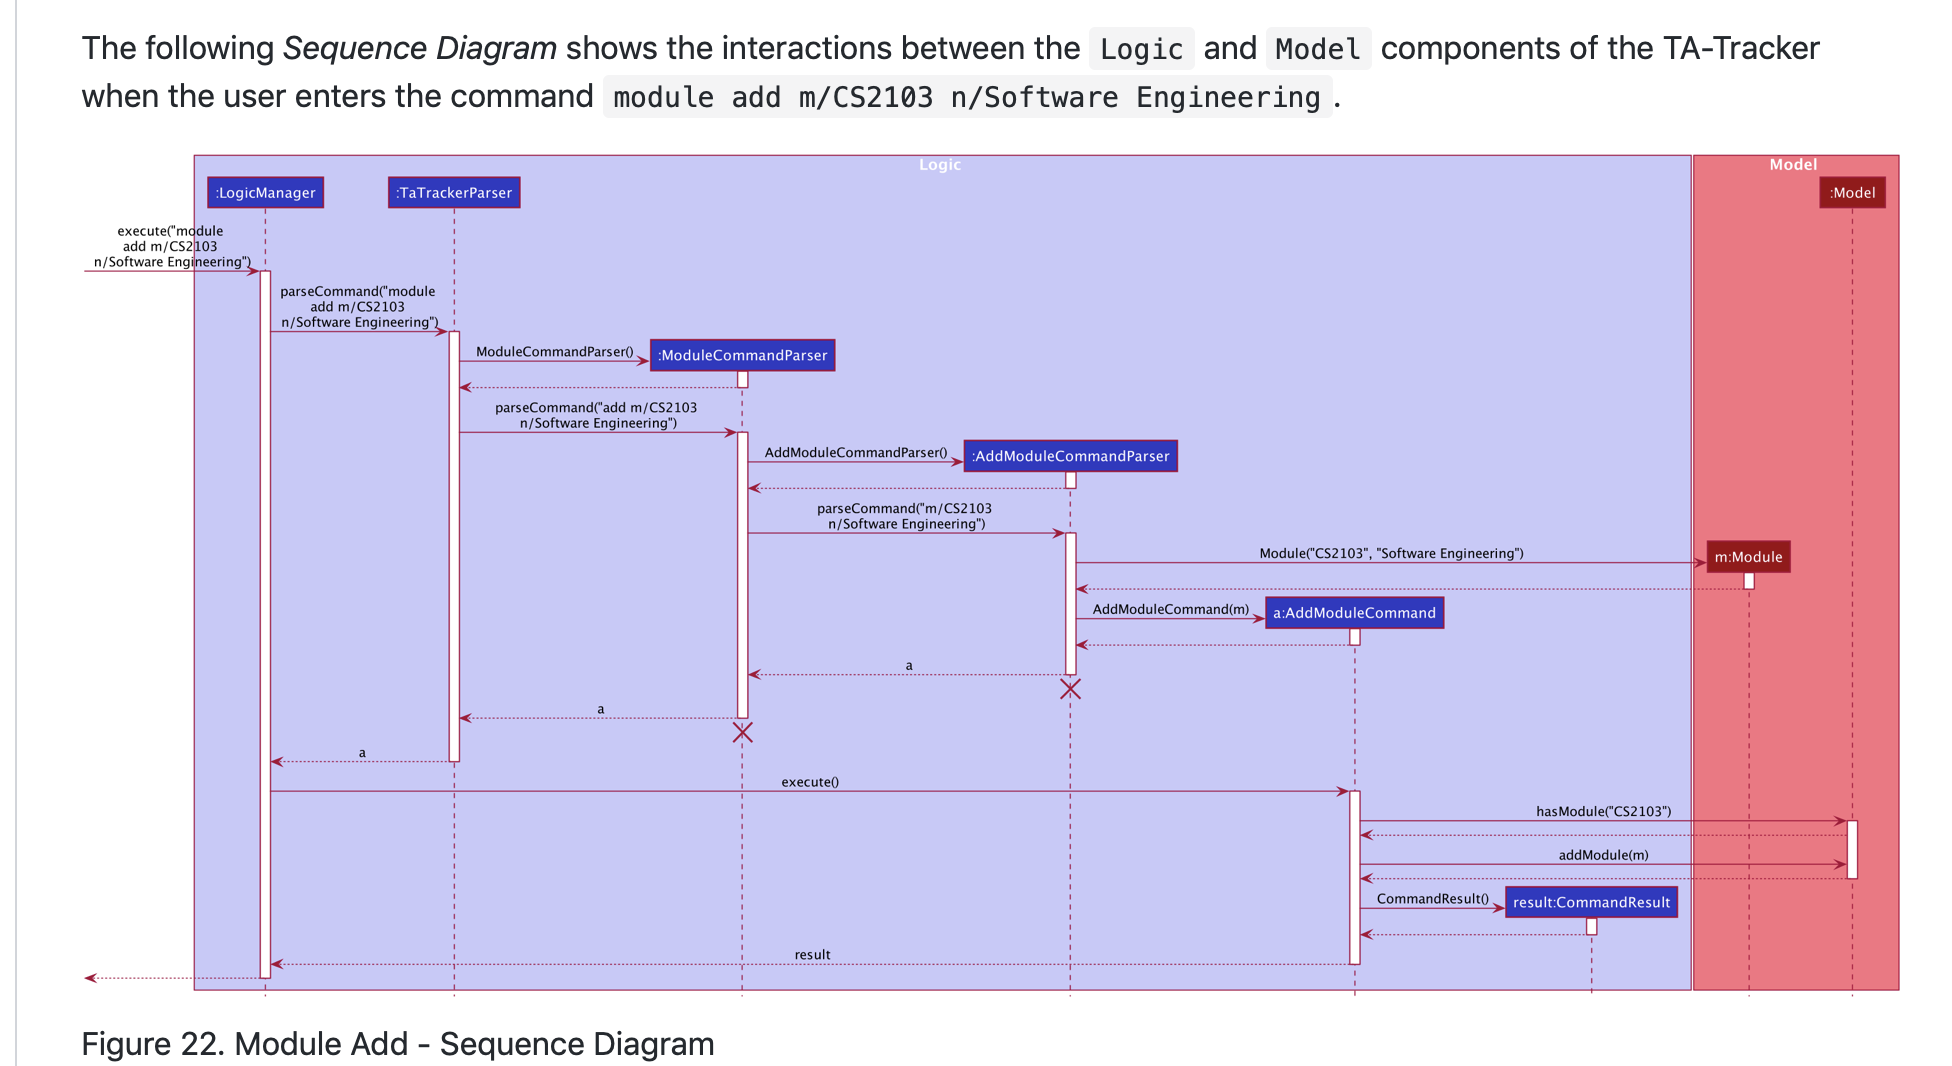 The following Sequence Diagram shows the interactions between the Logic and Model components of the TA-Tracker
when the user enters the command module add m/CS2103 n/Software Engineering.
Logic
Model
:LogicManager
:TaTrackerParser
:Model
execute("module
add m/CS2103
n/Software Engineering")
parseCommand("module
add m/CS2103
n/Software Engineering")
ModuleCommandParser()
:ModuleCommandParser
parseCommand("add m/CS2103
n/Software Engineering")
AddModuleCommandParser()
:AddModuleCommandParser
parseCommand("m/CS2103
n/Software Engineering")
Module("CS2103", "Software Engineering")
m:Module
AddModuleCommand(m)
a:AddModuleCommand
a
a
a
execute()
hasModule("CS2103")
addModule(m)
CommandResult()
result:CommandResult
result
Figure 22. Module Add - Sequence Diagram